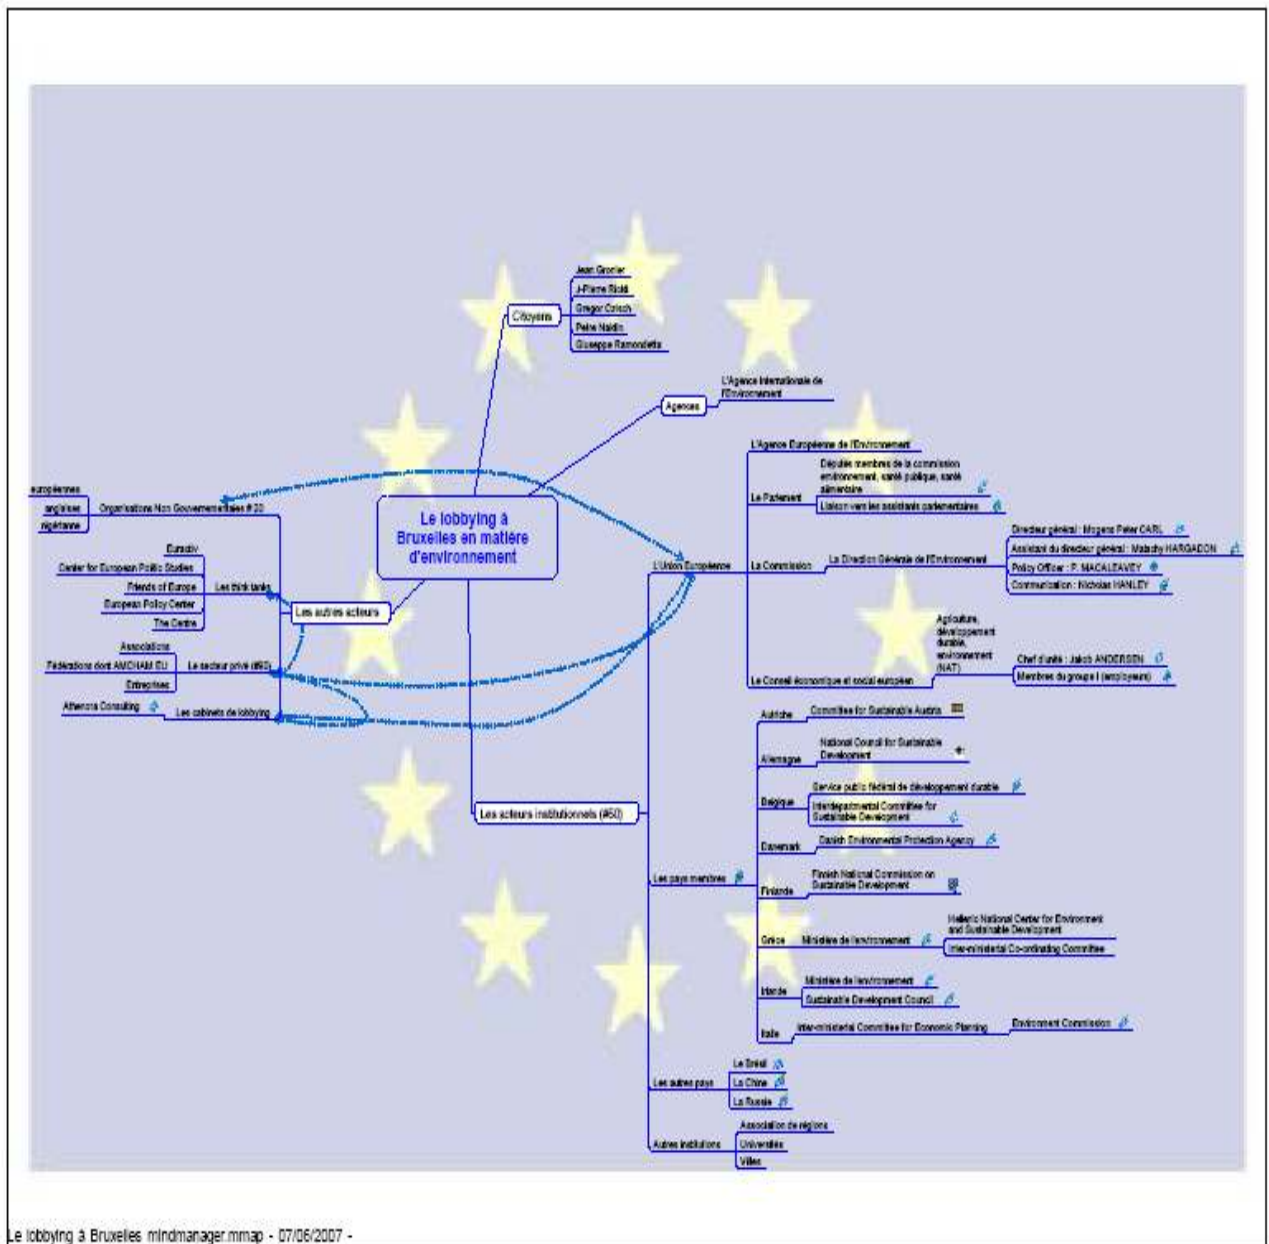 Jean Gronier
J-Pierre
Citoyens
Gregor Czisch
Peire Naidin
Giuseppe Ramondetta
L'Agence Internationale de
l'Environnement
Agences
L'Agence Européenne de l'Environnement
Députés membres de la commission
environnement, santé publique, santé
alimentaire
Le Parlement
Liaison vers les assistants parlementaires
européennes
anglaises
nigérianne
Organisations Non Gouvernementales # 20
Le lobbying à
Bruxelles en matière
d'environnement
Directeur général : Mogens Peter CARL
Assistant du directeur général : Malachy HARGADON
La Direction Générale de l'Environnement
La Commission
L'Union Européenne
Policy Officer : P. MACALEAVEY
Communication : Nicholas HANLEY
Euractiv
Center for European Politic Studies
Friends of Europe
Les think tanks
European Policy Center
The Centre
Les autres acteurs
Associations
Fédérations dont AMCHAM EU
Le secteur privé (#90)
Entreprises
Athenora Consulting
Les cabinets de lobbying
Agriculture,
développement
durable,
environnement
(NAT)
Chef d'unité : Jakob ANDERSEN
Membres du groupe I (employeurs)
Le Conseil économique et social européen
Les acteurs institutionnels (#60)
Autriche
Committee for Sustainable Austria
Allemagne
National Council for Sustainable
Development
Belgique
Service public fédéral de développement durable
Interdepartmental Committee for
Sustainable Development
Danemark
Danish Environmental Protection Agency
Les pays membres
Finlande
Finnish National Commission on
Sustainable Development
Grèce
Ministère de l'environnement
Hellenic National Center for Environment
and Sustainable Development
Inter-ministerial Co-ordinating Committee
Irlande
Ministère de l'environnement
Sustainable Development Council
Italie
Inter-ministerial Committee for Economic Planning
Environment Commission
Les autres pays
Le Brésil
La Chine
La Russie
Autres institutions
Association de régions
Universités
Villes
Le lobbying à Bruxelles mindmanager.mmap - 07/06/2007 -